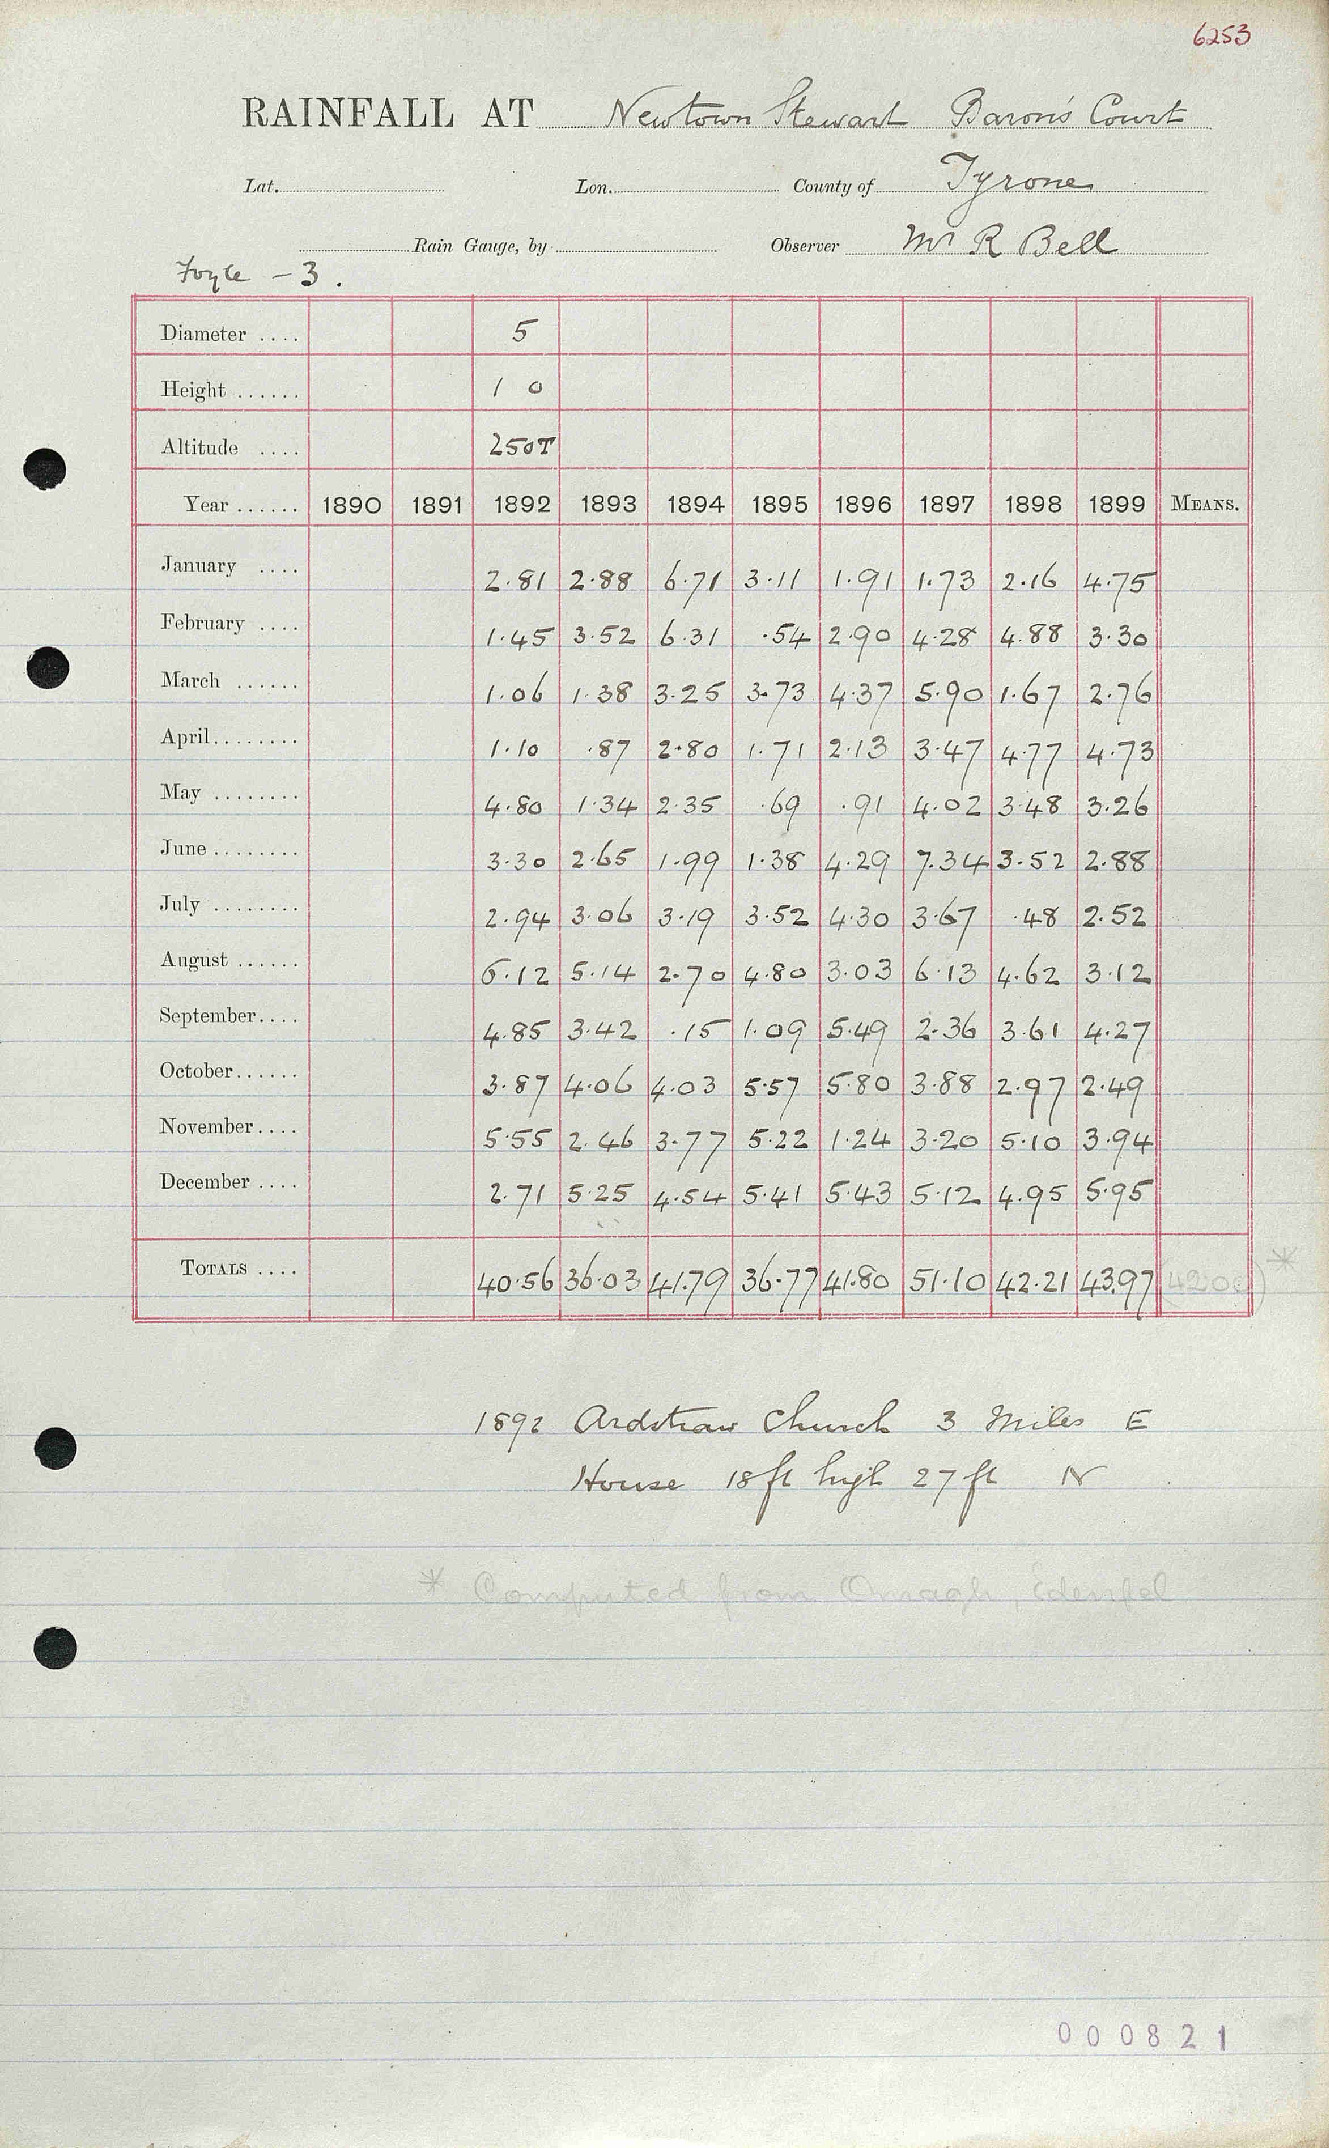 6253
RAINFALL AT Newtown Stewart Baron's Court
Lat. Lon. County of Tyrone
Rain Gauge, by Observer Mr R Bell
Foyle - 3.
Diameter .... 5
Height ...... 1 0
Altitude .... 250T
Year ...... 1890 1891 1892 1893 1894 1895 1896 1897 1898 1899 MEANS.
January .... 2.81 2.88 6.71 3.11 1.91 1.73 2.16 4.75
February .... 1.45 3.52 6.31 .54 2.90 4.28 4.88 3.30
March ...... 1.06 1.38 3.25 3.73 4.37 5.90 1.67 2.76
April........ 1.10 .87 2.80 1.71 2.13 3.47 4.77 4.73
May ........ 4.80 1.34 2.35 .69 .91 4.02 3.48 3.26
June ........ 3.30 2.65 1.99 1.38 4.29 7.34 3.52 2.88
July ........ 2.94 3.06 3.19 3.52 4.30 3.67 .48 2.52
August ...... 6.12 5.14 2.70 4.80 3.03 6.13 4.62 3.12
September.... 4.85 3.42 .15 1.09 5.49 2.36 3.61 4.27
October...... 3.87 4.06 4.03 5.57 5.80 3.88 2.97 2.49
November.... 5.55 2.46 3.77 5.22 1.24 3.20 5.10 3.94
December .... 2.71 5.25 4.54 5.41 5.43 5.12 4.95 5.95
TOTALS .... 40.56 36.03 41.79 36.77 41.80 51.10 42.21 43.97 (4200) *
1892 Ardstraw Church 3 Miles E
House 18 ft high 27 ft N
* Computed from Omagh, Edenfel
000821